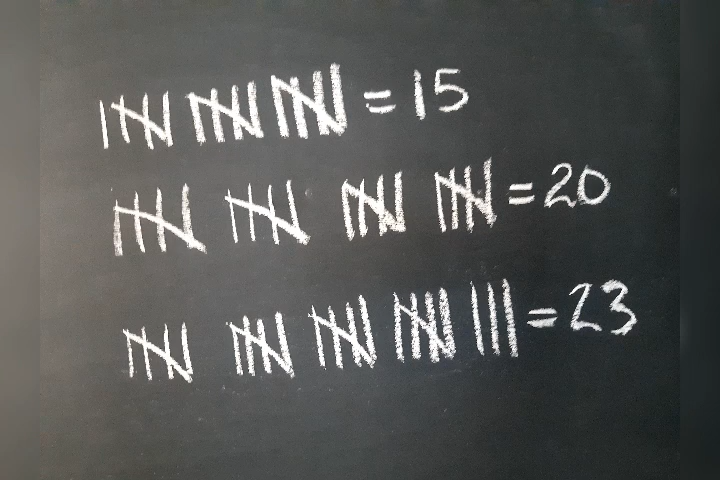 𝍸 𝍸 𝍸 = 15
𝍸 𝍸 𝍸 𝍸 = 20
𝍸 𝍸 𝍸 𝍸 ||| = 23